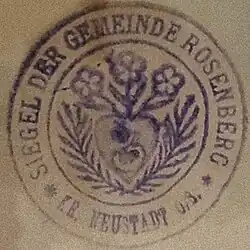 SIEGEL DER GEMEINDE ROSENBERG
* KR. NEUSTADT O/S. *